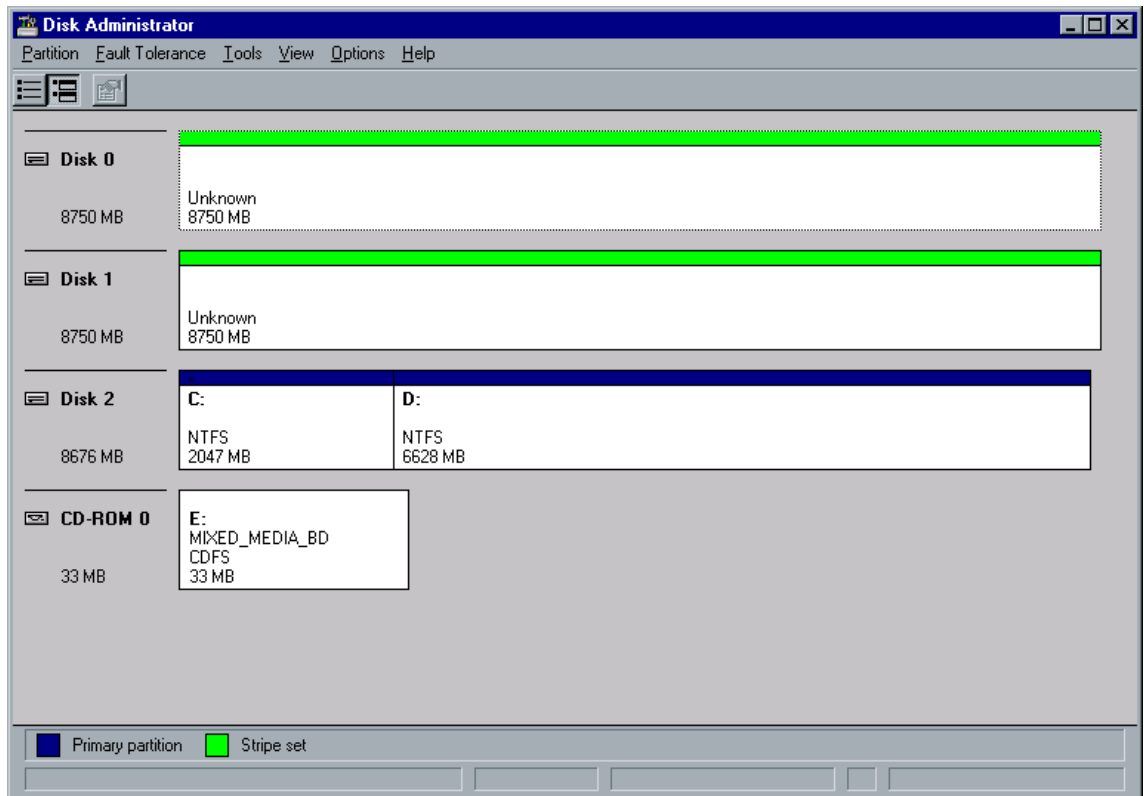 Disk Administrator
Partition Fault Tolerance Tools View Options Help
Disk 0
8750 MB
Unknown
8750 MB
Disk 1
8750 MB
Unknown
8750 MB
Disk 2
8676 MB
C:
NTFS
2047 MB
D:
NTFS
6628 MB
CD-ROM 0
33 MB
E:
MIXED_MEDIA_BD
CDFS
33 MB
Primary partition Stripe set